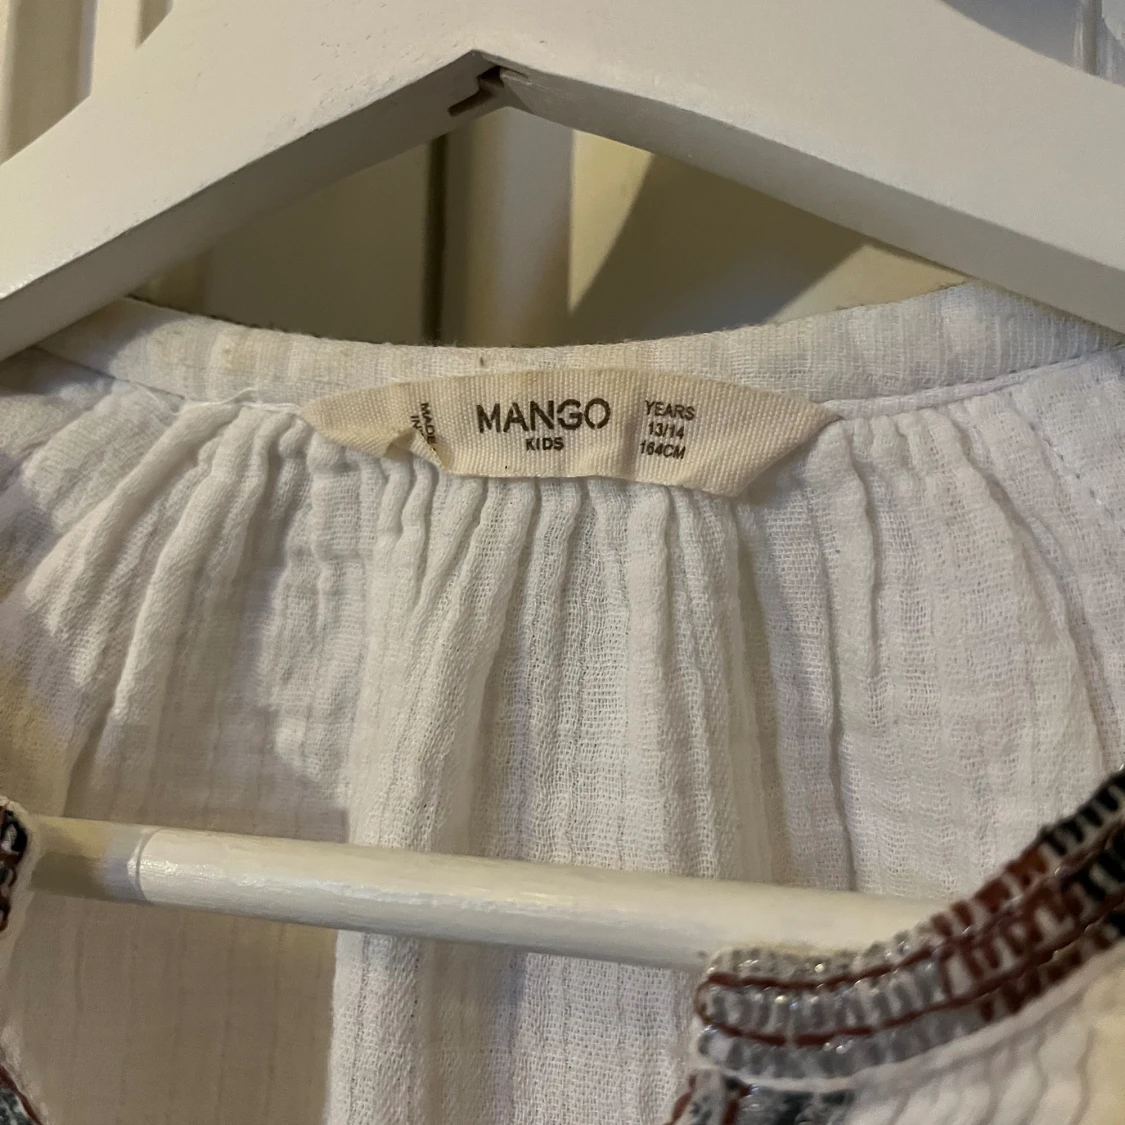 MADE
IN
MANGO
KIDS
YEARS
13/14
164CM